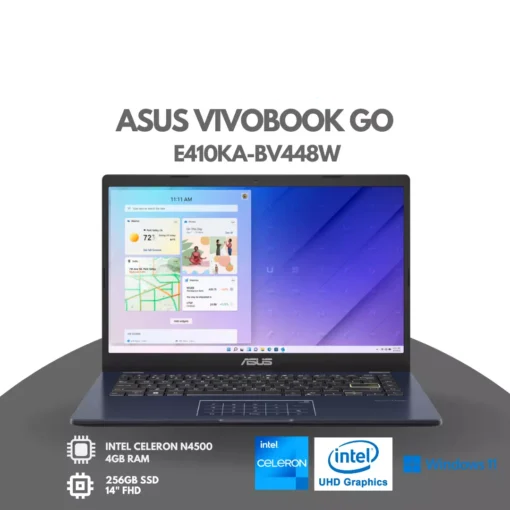 ASUS VIVOBOOK GO
E410KA-BV448W
11:11 AM
72°
ASUS
INTEL CELERON N4500
4GB RAM
256GB SSD
14" FHD
intel
CELERON
intel
UHD Graphics
Windows 11